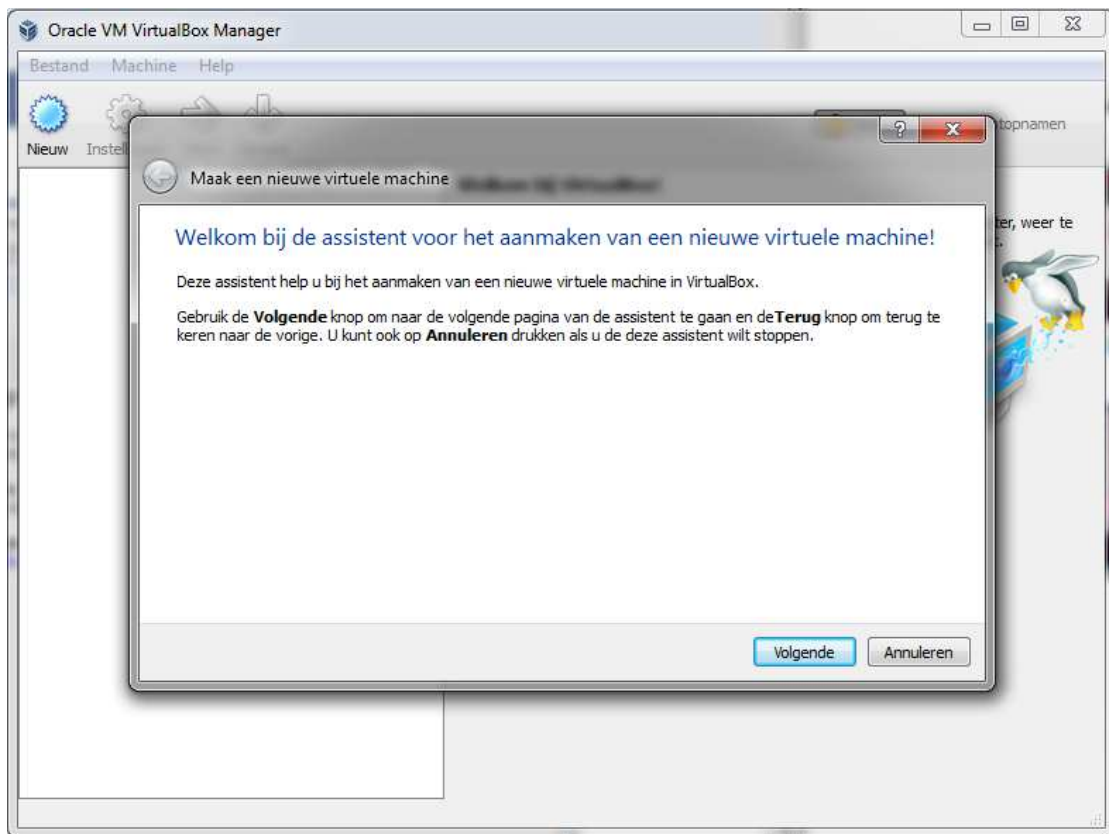 Oracle VM VirtualBox Manager
Bestand Machine Help
Nieuw Instel
topnamen
Maak een nieuwe virtuele machine
Welkom bij VirtualBox!
ter, weer te
Welkom bij de assistent voor het aanmaken van een nieuwe virtuele machine!
Deze assistent help u bij het aanmaken van een nieuwe virtuele machine in VirtualBox.
Gebruik de Volgende knop om naar de volgende pagina van de assistent te gaan en deTerug knop om terug te
keren naar de vorige. U kunt ook op Annuleren drukken als u de deze assistent wilt stoppen.
Volgende Annuleren